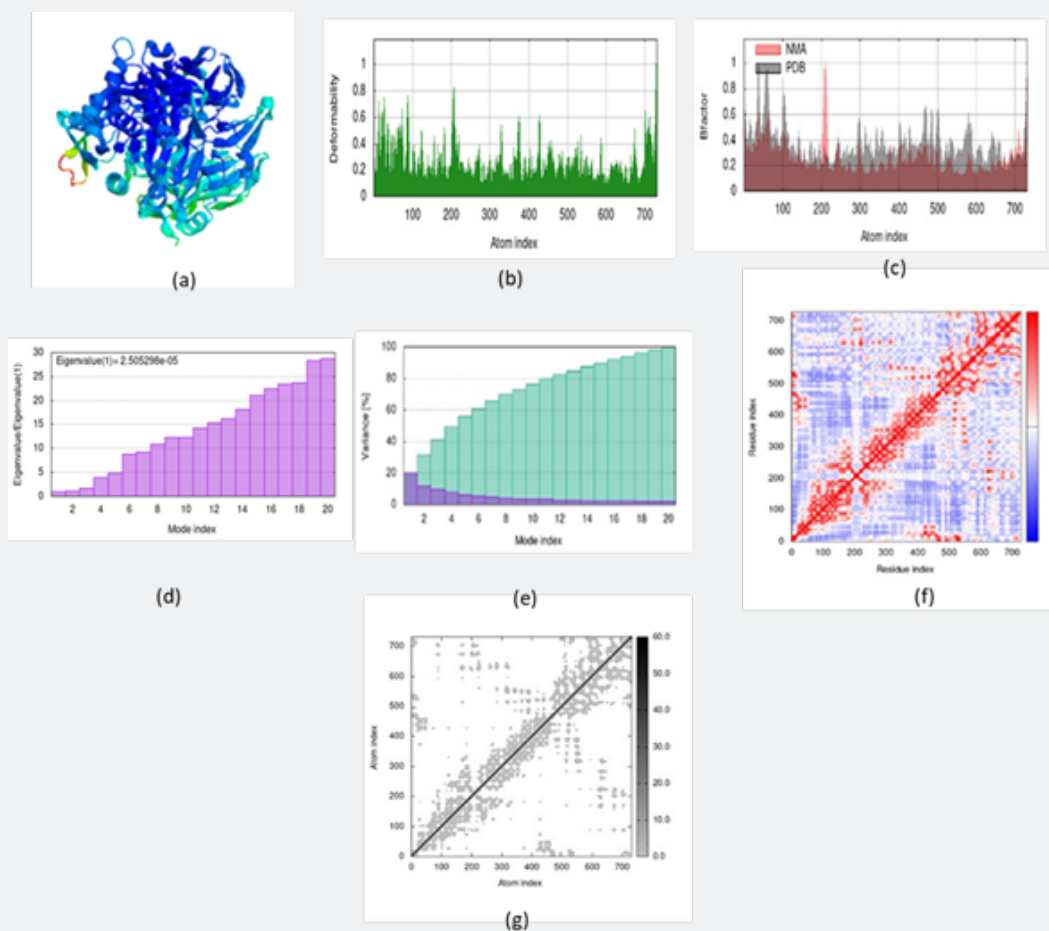 (a)
Deformability
1
0.8
0.6
0.4
0.2
0
100 200 300 400 500 600 700
Atom index
(b)
Bfactor
NMA
PDB
1
0.8
0.6
0.4
0.2
0
100 200 300 400 500 600 700
Atom index
(c)
Eigenvalue/Eigenvalue(1)
Eigenvalue(1)= 2.505298e-05
30
25
20
15
10
5
0
2 4 6 8 10 12 14 16 18 20
Mode index
(d)
Variance [%]
100
80
60
40
20
0
2 4 6 8 10 12 14 16 18 20
Mode index
(e)
Residue index
700
600
500
400
300
200
100
0
0 100 200 300 400 500 600 700
Residue index
(f)
Atom index
700
600
500
400
300
200
100
0
0 100 200 300 400 500 600 700
Atom index
60.0
50.0
40.0
30.0
20.0
10.0
0.0
(g)